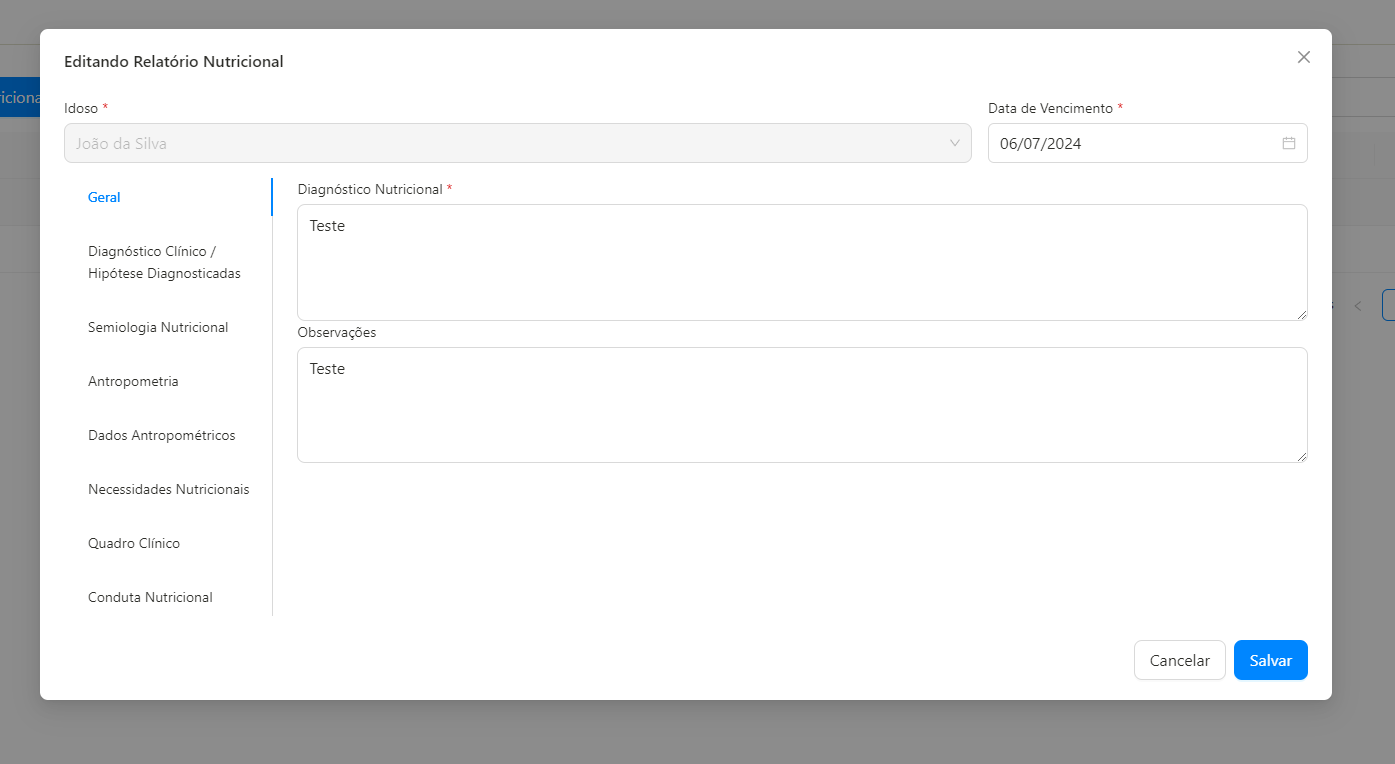 Editando Relatório Nutricional
Idoso *
Data de Vencimento *
João da Silva
06/07/2024
Geral
Diagnóstico Clínico /
Hipótese Diagnosticadas
Semiologia Nutricional
Antropometria
Dados Antropométricos
Necessidades Nutricionais
Quadro Clínico
Conduta Nutricional
Diagnóstico Nutricional *
Teste
Observações
Teste
Cancelar
Salvar